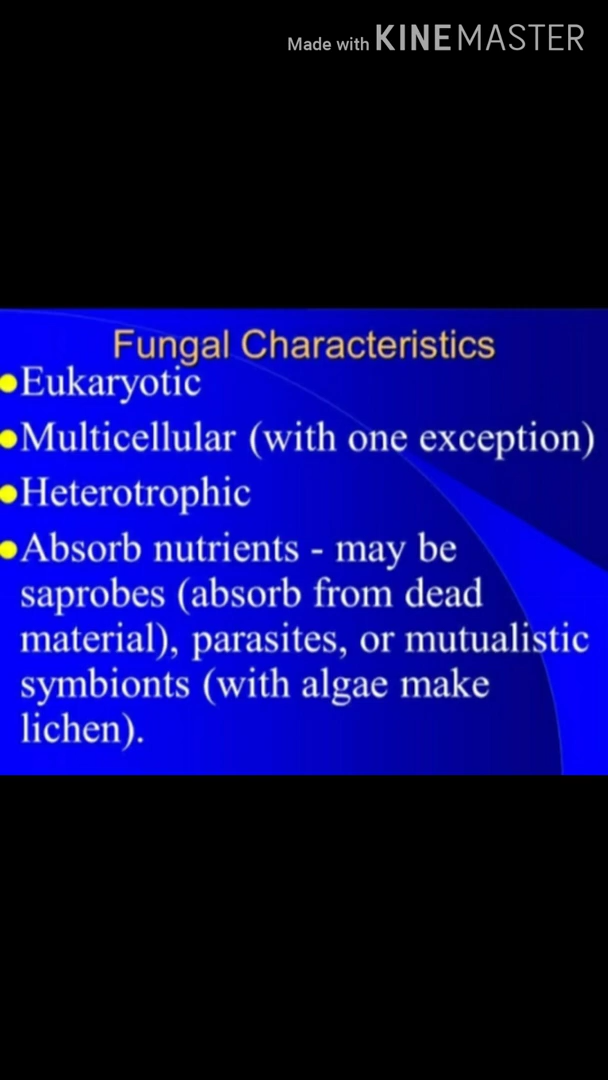 Made with KINEMASTER
Fungal Characteristics
●Eukaryotic
●Multicellular (with one exception)
●Heterotrophic
●Absorb nutrients - may be
saprobes (absorb from dead
material), parasites, or mutualistic
symbionts (with algae make
lichen).